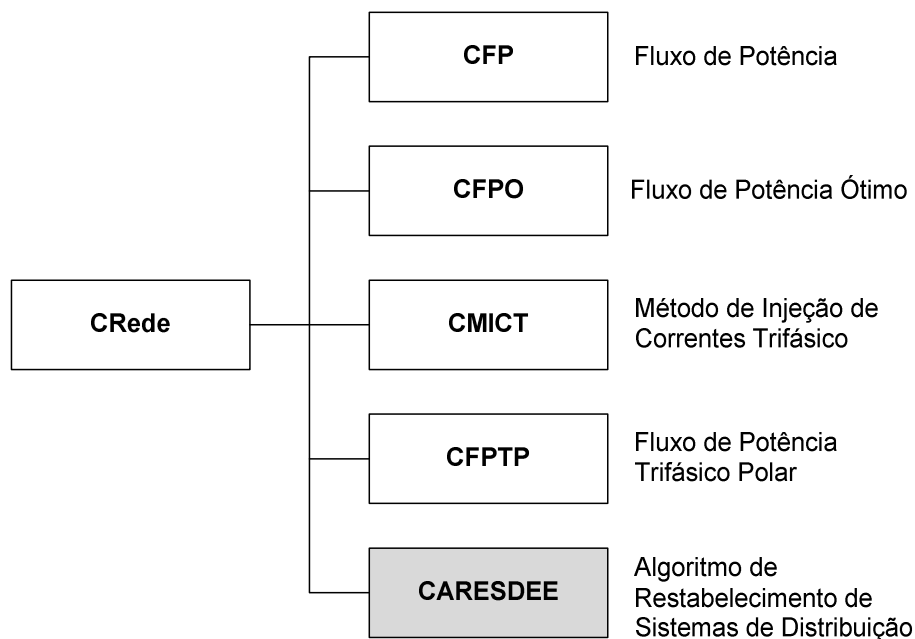 CFP
Fluxo de Potência
CFPO
Fluxo de Potência Ótimo
CRede
CMICT
Método de Injeção de
Correntes Trifásico
CFPTP
Fluxo de Potência
Trifásico Polar
CARESDEE
Algoritmo de
Restabelecimento de
Sistemas de Distribuição